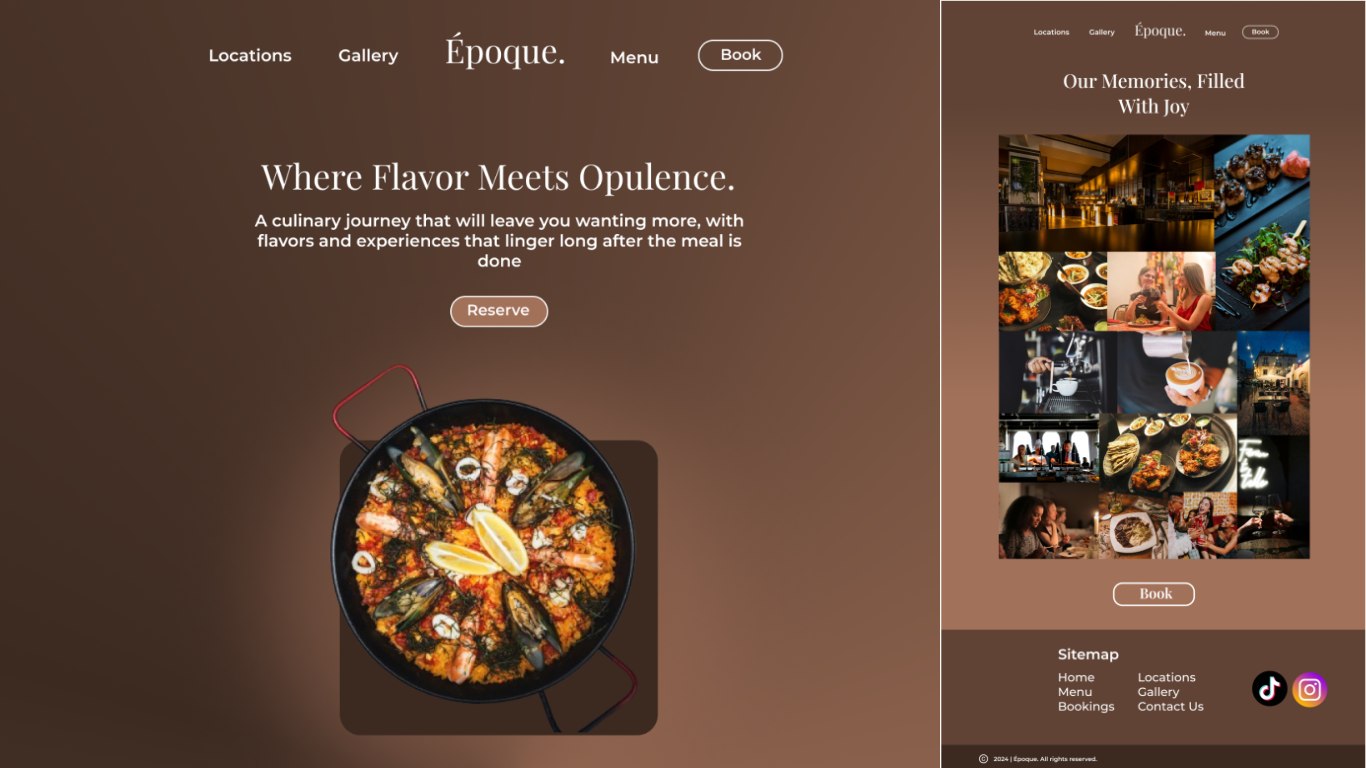 Locations Gallery Époque. Menu Book
Where Flavor Meets Opulence.
A culinary journey that will leave you wanting more, with
flavors and experiences that linger long after the meal is
done
Reserve
Locations Gallery Époque. Menu Book
Our Memories, Filled
With Joy
Book
Sitemap
Home Locations
Menu Gallery
Bookings Contact Us
© 2024 | Époque. All rights reserved.